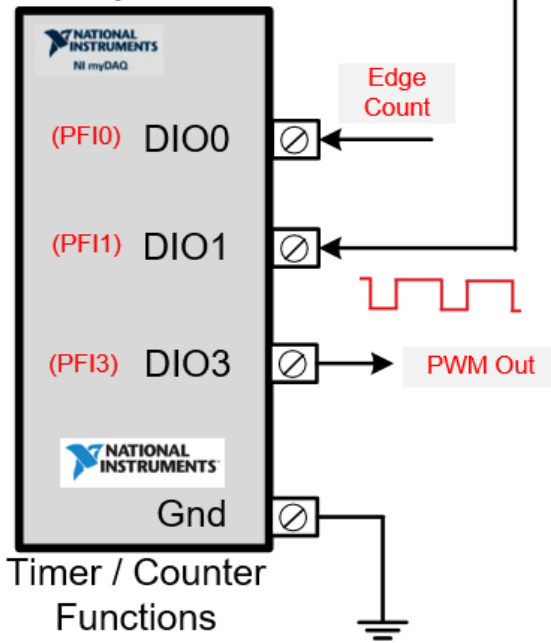 NATIONAL
INSTRUMENTS
NI myDAQ
Edge
Count
(PFI0) DIO0
(PFI1) DIO1
(PFI3) DIO3
PWM Out
NATIONAL
INSTRUMENTS
Gnd
Timer / Counter
Functions